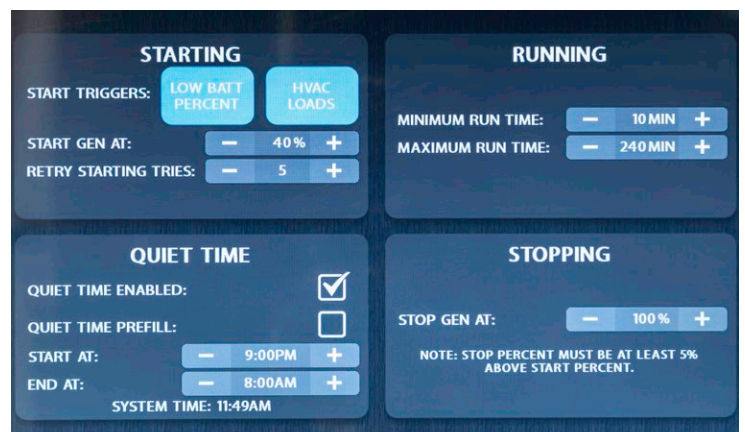 STARTING
START TRIGGERS: LOW BATT PERCENT HVAC LOADS
START GEN AT: − 40% +
RETRY STARTING TRIES: − 5 +
RUNNING
MINIMUM RUN TIME: − 10 MIN +
MAXIMUM RUN TIME: − 240 MIN +
QUIET TIME
QUIET TIME ENABLED:
QUIET TIME PREFILL:
START AT: − 9:00PM +
END AT: − 8:00AM +
SYSTEM TIME: 11:49AM
STOPPING
STOP GEN AT: − 100% +
NOTE: STOP PERCENT MUST BE AT LEAST 5%
ABOVE START PERCENT.